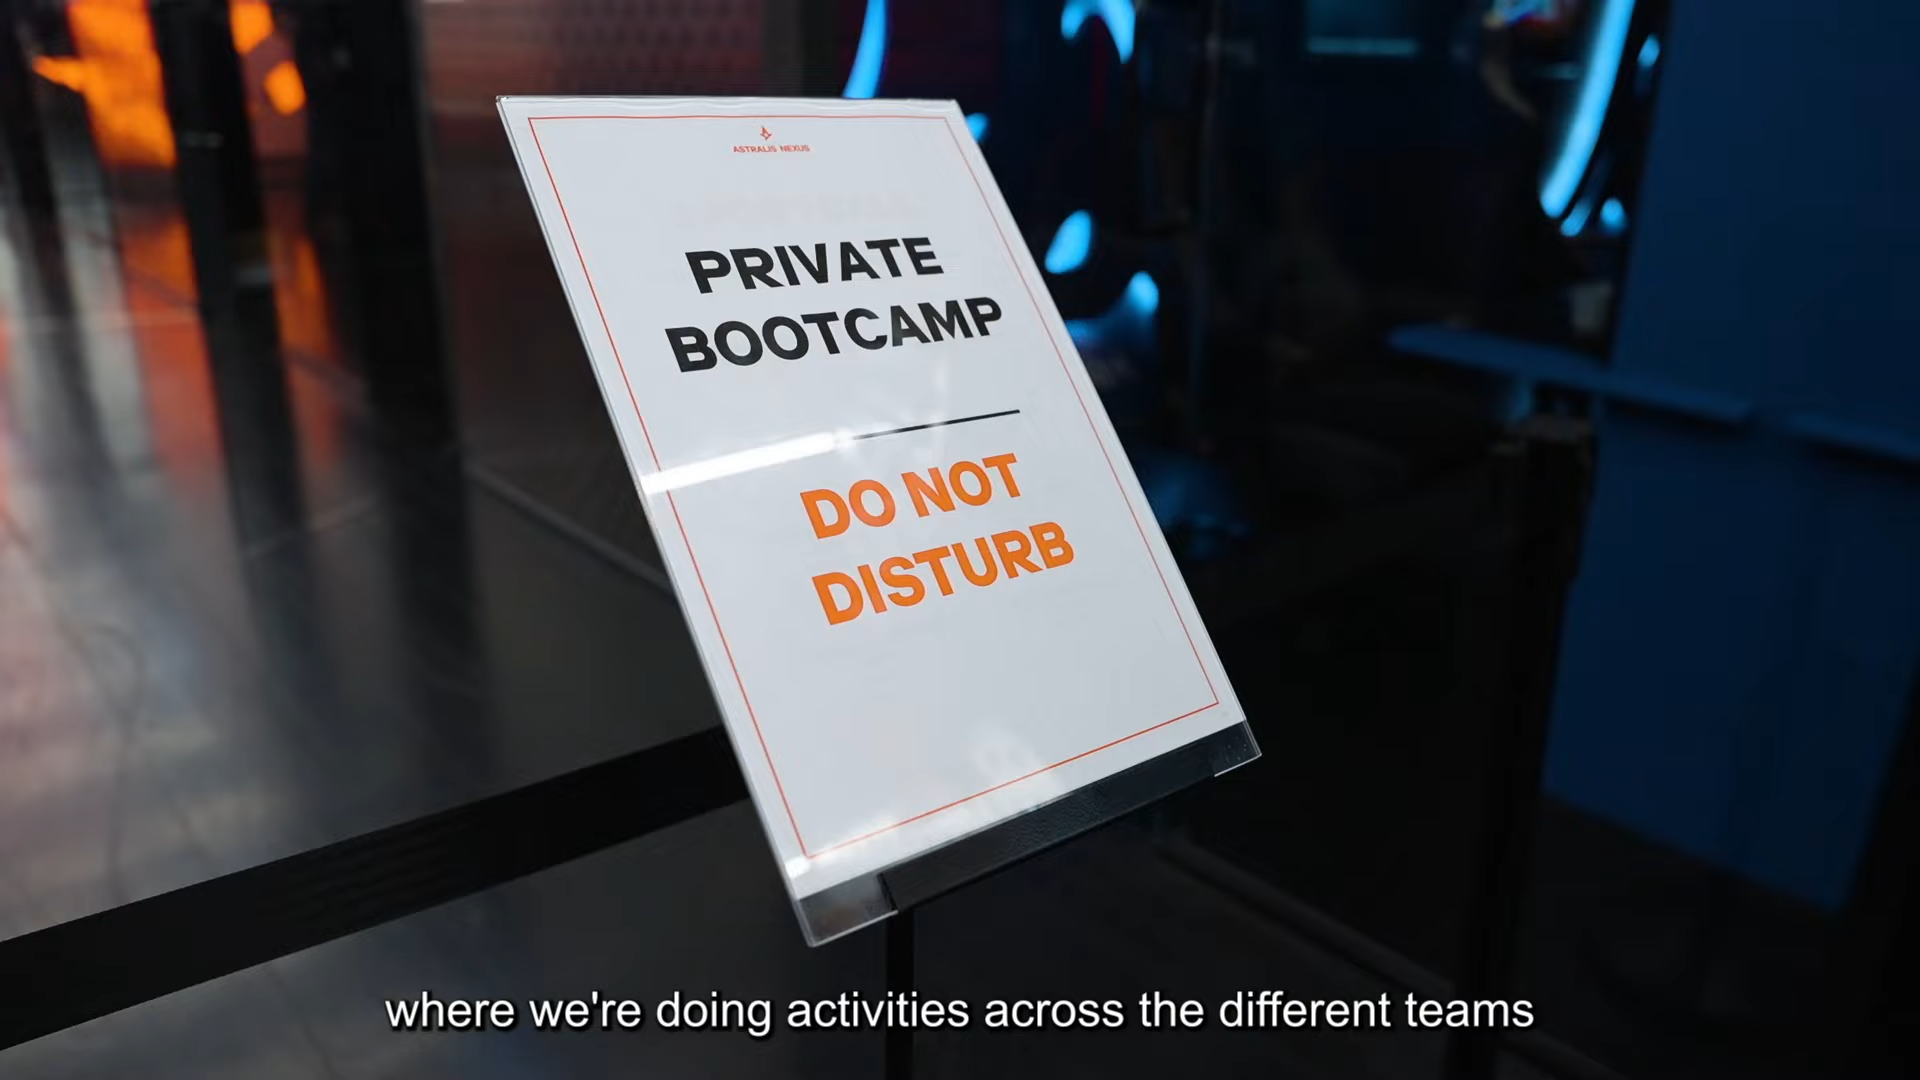 ASTRALIS NEXUS
PRIVATE
BOOTCAMP
DO NOT
DISTURB
where we're doing activities across the different teams